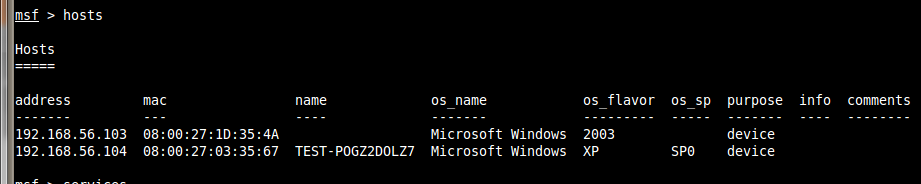 msf > hosts
Hosts
=====
address mac name os_name os_flavor os_sp purpose info comments
------- --- ---- ------- --------- ----- ------- ---- --------
192.168.56.103 08:00:27:1D:35:4A Microsoft Windows 2003 device
192.168.56.104 08:00:27:03:35:67 TEST-POGZ2DOLZ7 Microsoft Windows XP SP0 device
msf > services